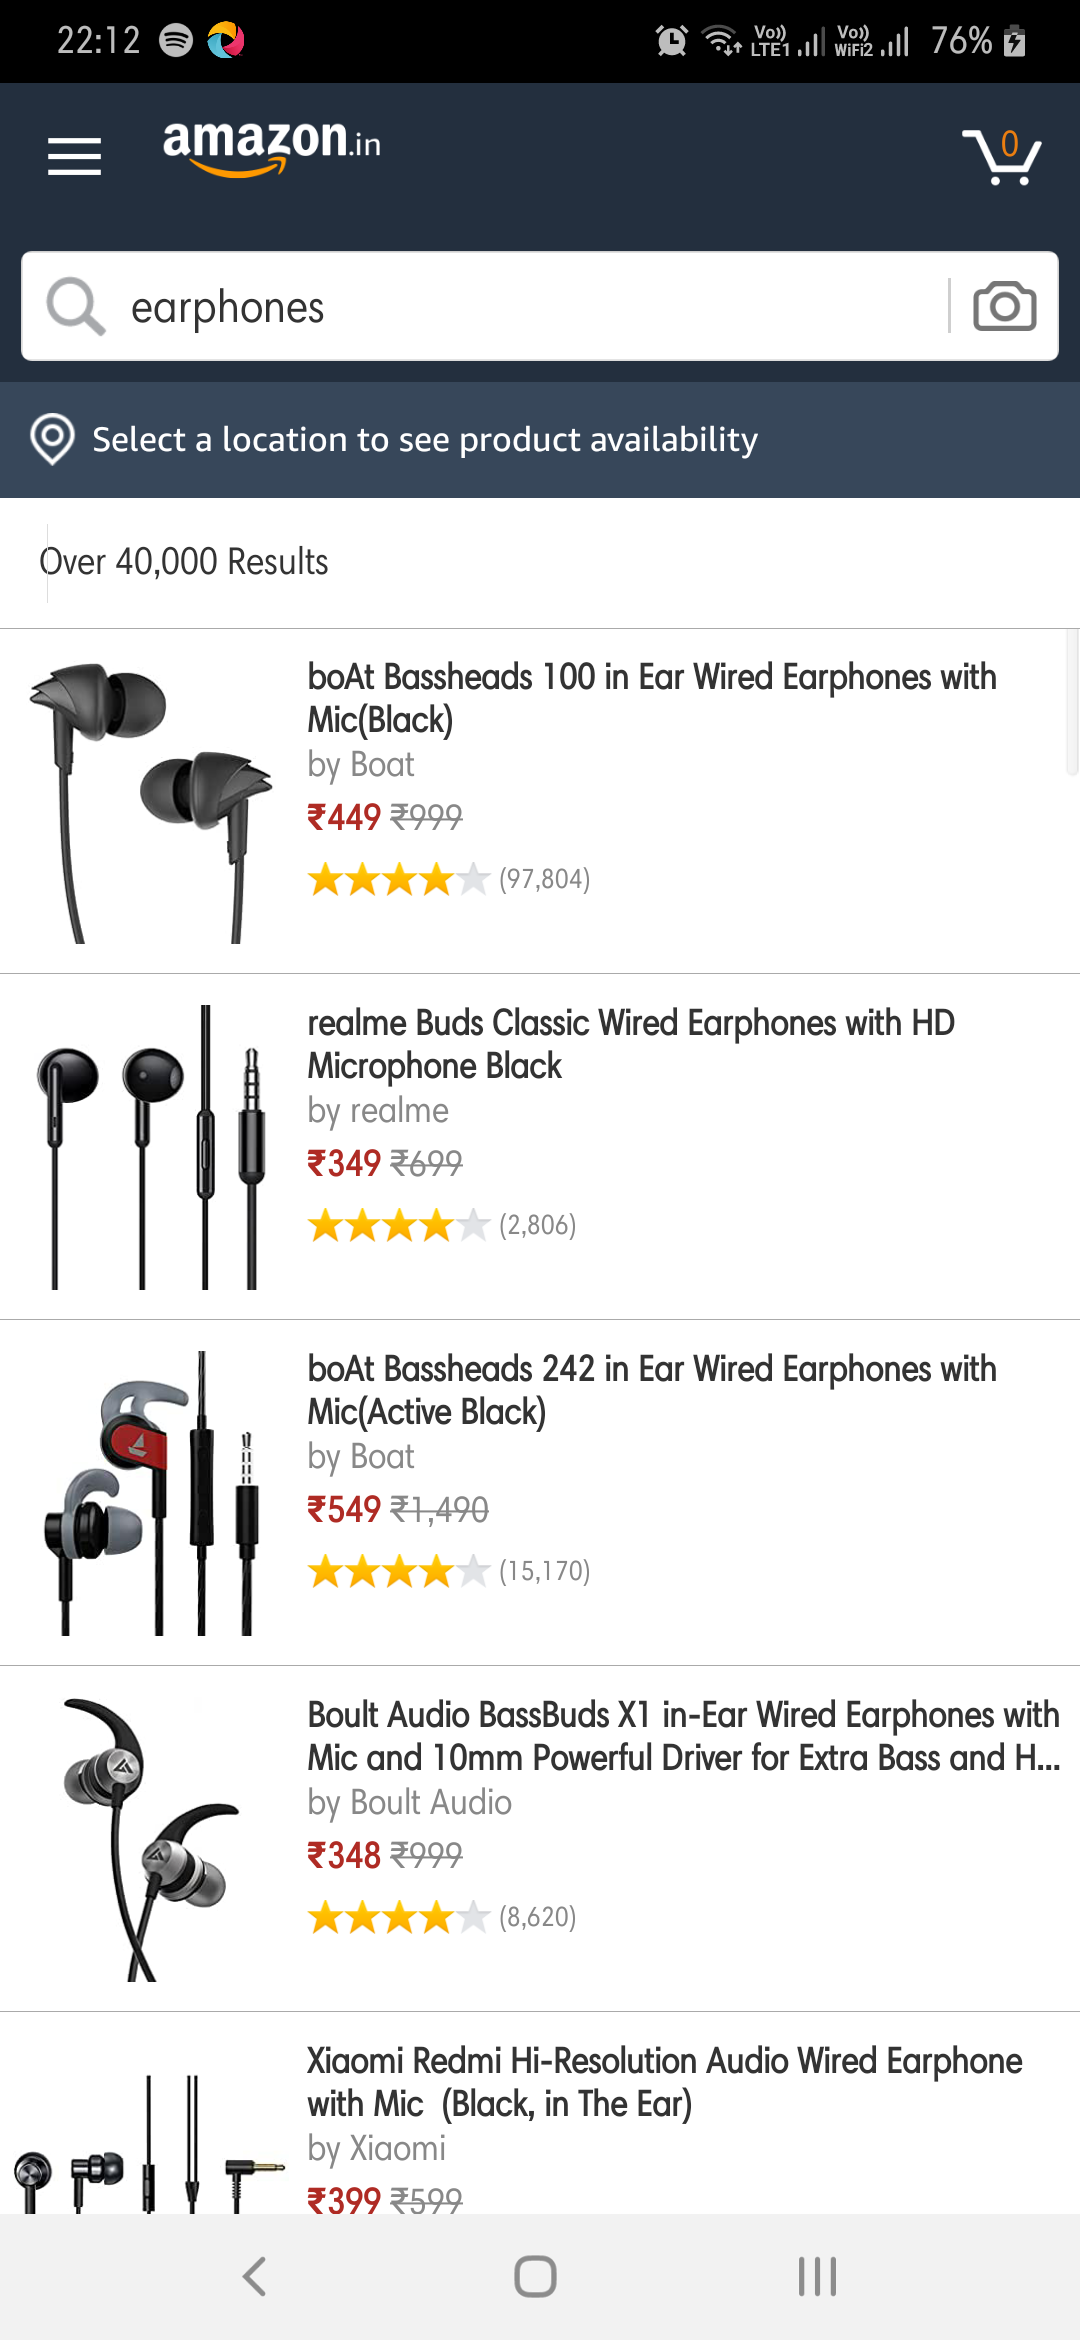 22:12
Vo)) LTE1 Vo)) WiFi2 76%
amazon.in
0
earphones
Select a location to see product availability
Over 40,000 Results
boAt Bassheads 100 in Ear Wired Earphones with
Mic(Black)
by Boat
₹449 ₹999
(97,804)
realme Buds Classic Wired Earphones with HD
Microphone Black
by realme
₹349 ₹699
(2,806)
boAt Bassheads 242 in Ear Wired Earphones with
Mic(Active Black)
by Boat
₹549 ₹1,490
(15,170)
Boult Audio BassBuds X1 in-Ear Wired Earphones with
Mic and 10mm Powerful Driver for Extra Bass and H...
by Boult Audio
₹348 ₹999
(8,620)
Xiaomi Redmi Hi-Resolution Audio Wired Earphone
with Mic  (Black, in The Ear)
by Xiaomi
₹399 ₹599